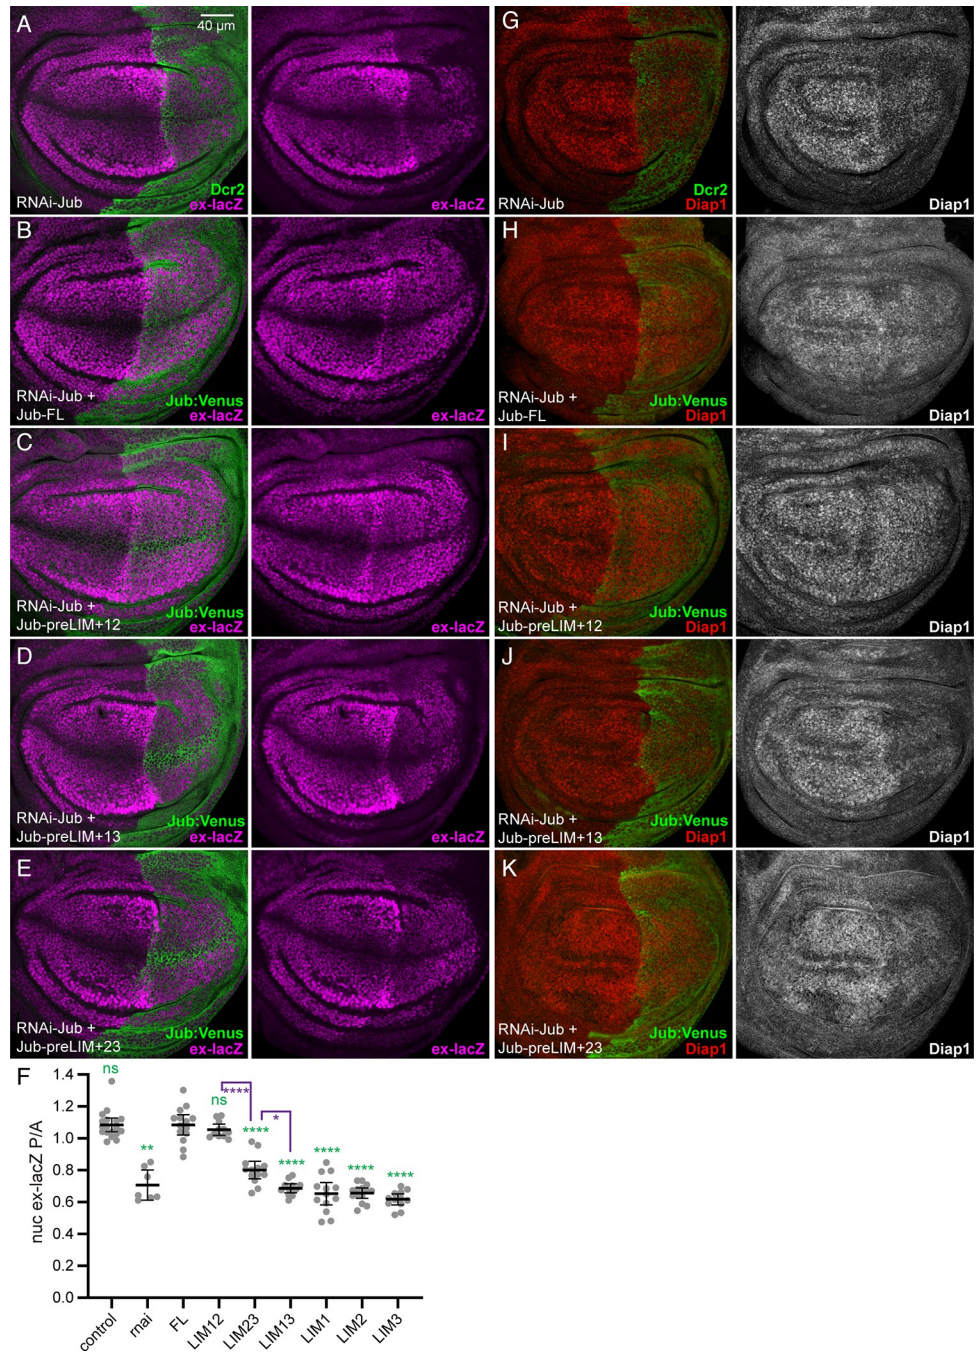 A
40 µm
RNAi-Jub
Dcr2
ex-lacZ
ex-lacZ
G
RNAi-Jub
Dcr2
Diap1
Diap1
B
RNAi-Jub +
Jub-FL
Jub:Venus
ex-lacZ
ex-lacZ
H
RNAi-Jub +
Jub-FL
Jub:Venus
Diap1
Diap1
C
RNAi-Jub +
Jub-preLIM+12
Jub:Venus
ex-lacZ
ex-lacZ
I
RNAi-Jub +
Jub-preLIM+12
Jub:Venus
Diap1
Diap1
D
RNAi-Jub +
Jub-preLIM+13
Jub:Venus
ex-lacZ
ex-lacZ
J
RNAi-Jub +
Jub-preLIM+13
Jub:Venus
Diap1
Diap1
E
RNAi-Jub +
Jub-preLIM+23
Jub:Venus
ex-lacZ
ex-lacZ
K
RNAi-Jub +
Jub-preLIM+23
Jub:Venus
Diap1
Diap1
F
nuc ex-lacZ P/A
1.4
1.2
1.0
0.8
0.6
0.4
0.2
0.0
ns
**
ns
****
****
*
****
****
****
****
control
rnai
FL
LIM12
LIM23
LIM13
LIM1
LIM2
LIM3